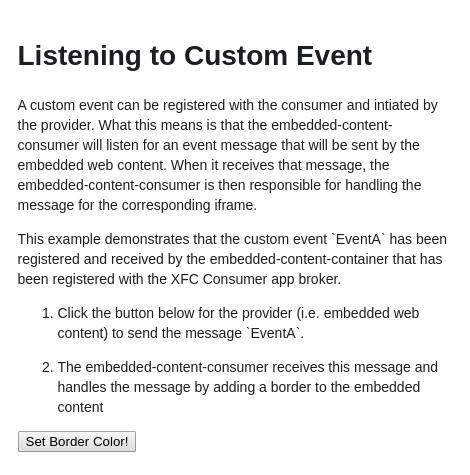 Listening to Custom Event
A custom event can be registered with the consumer and intiated by
the provider. What this means is that the embedded-content-
consumer will listen for an event message that will be sent by the
embedded web content. When it receives that message, the
embedded-content-consumer is then responsible for handling the
message for the corresponding iframe.
This example demonstrates that the custom event `EventA` has been
registered and received by the embedded-content-container that has
been registered with the XFC Consumer app broker.
1. Click the button below for the provider (i.e. embedded web
content) to send the message `EventA`.
2. The embedded-content-consumer receives this message and
handles the message by adding a border to the embedded
content
Set Border Color!